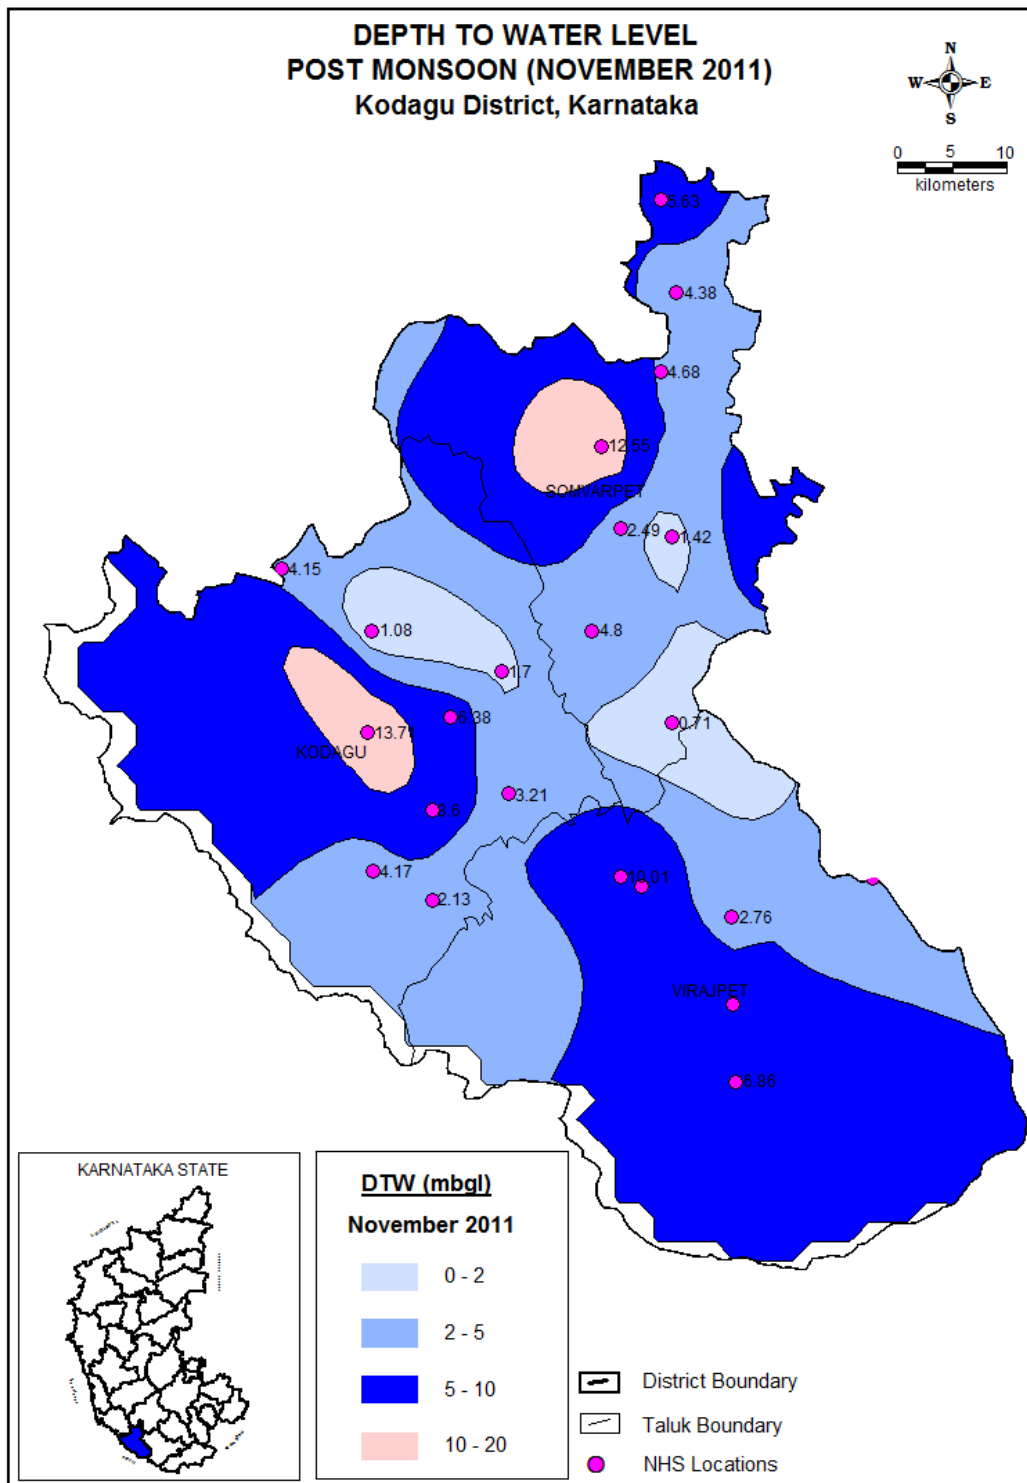 DEPTH TO WATER LEVEL
POST MONSOON (NOVEMBER 2011)
Kodagu District, Karnataka
N
W E
S
0 5 10
kilometers
5.63
4.38
4.68
12.55
SOMVARPET
2.49
1.42
4.15
1.08
4.8
1.7
6.38
0.71
13.71
KODAGU
3.21
8.6
4.17
10.01
2.13
2.76
VIRAJPET
6.86
KARNATAKA STATE
DTW (mbgl)
November 2011
0 - 2
2 - 5
5 - 10
10 - 20
District Boundary
Taluk Boundary
NHS Locations